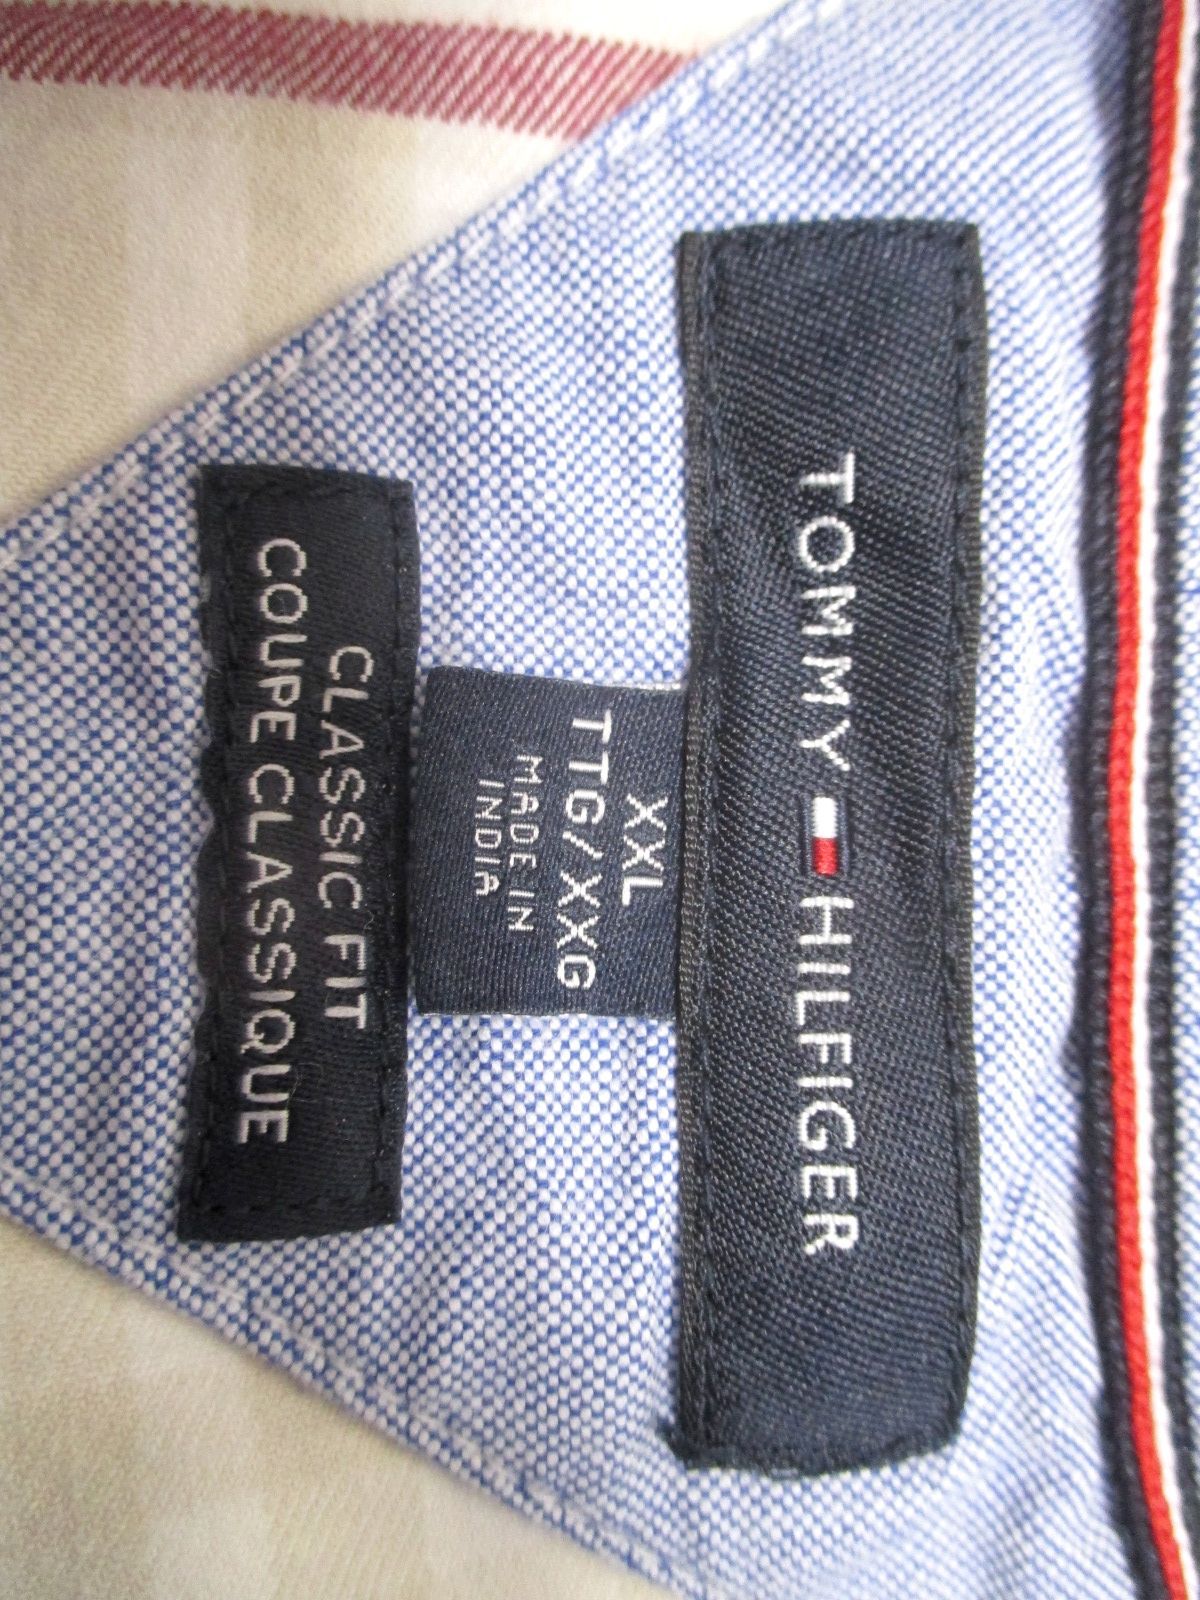 TOMMY HILFIGER
XXL
TTG/XXG
MADE IN
INDIA
CLASSIC FIT
COUPE CLASSIQUE